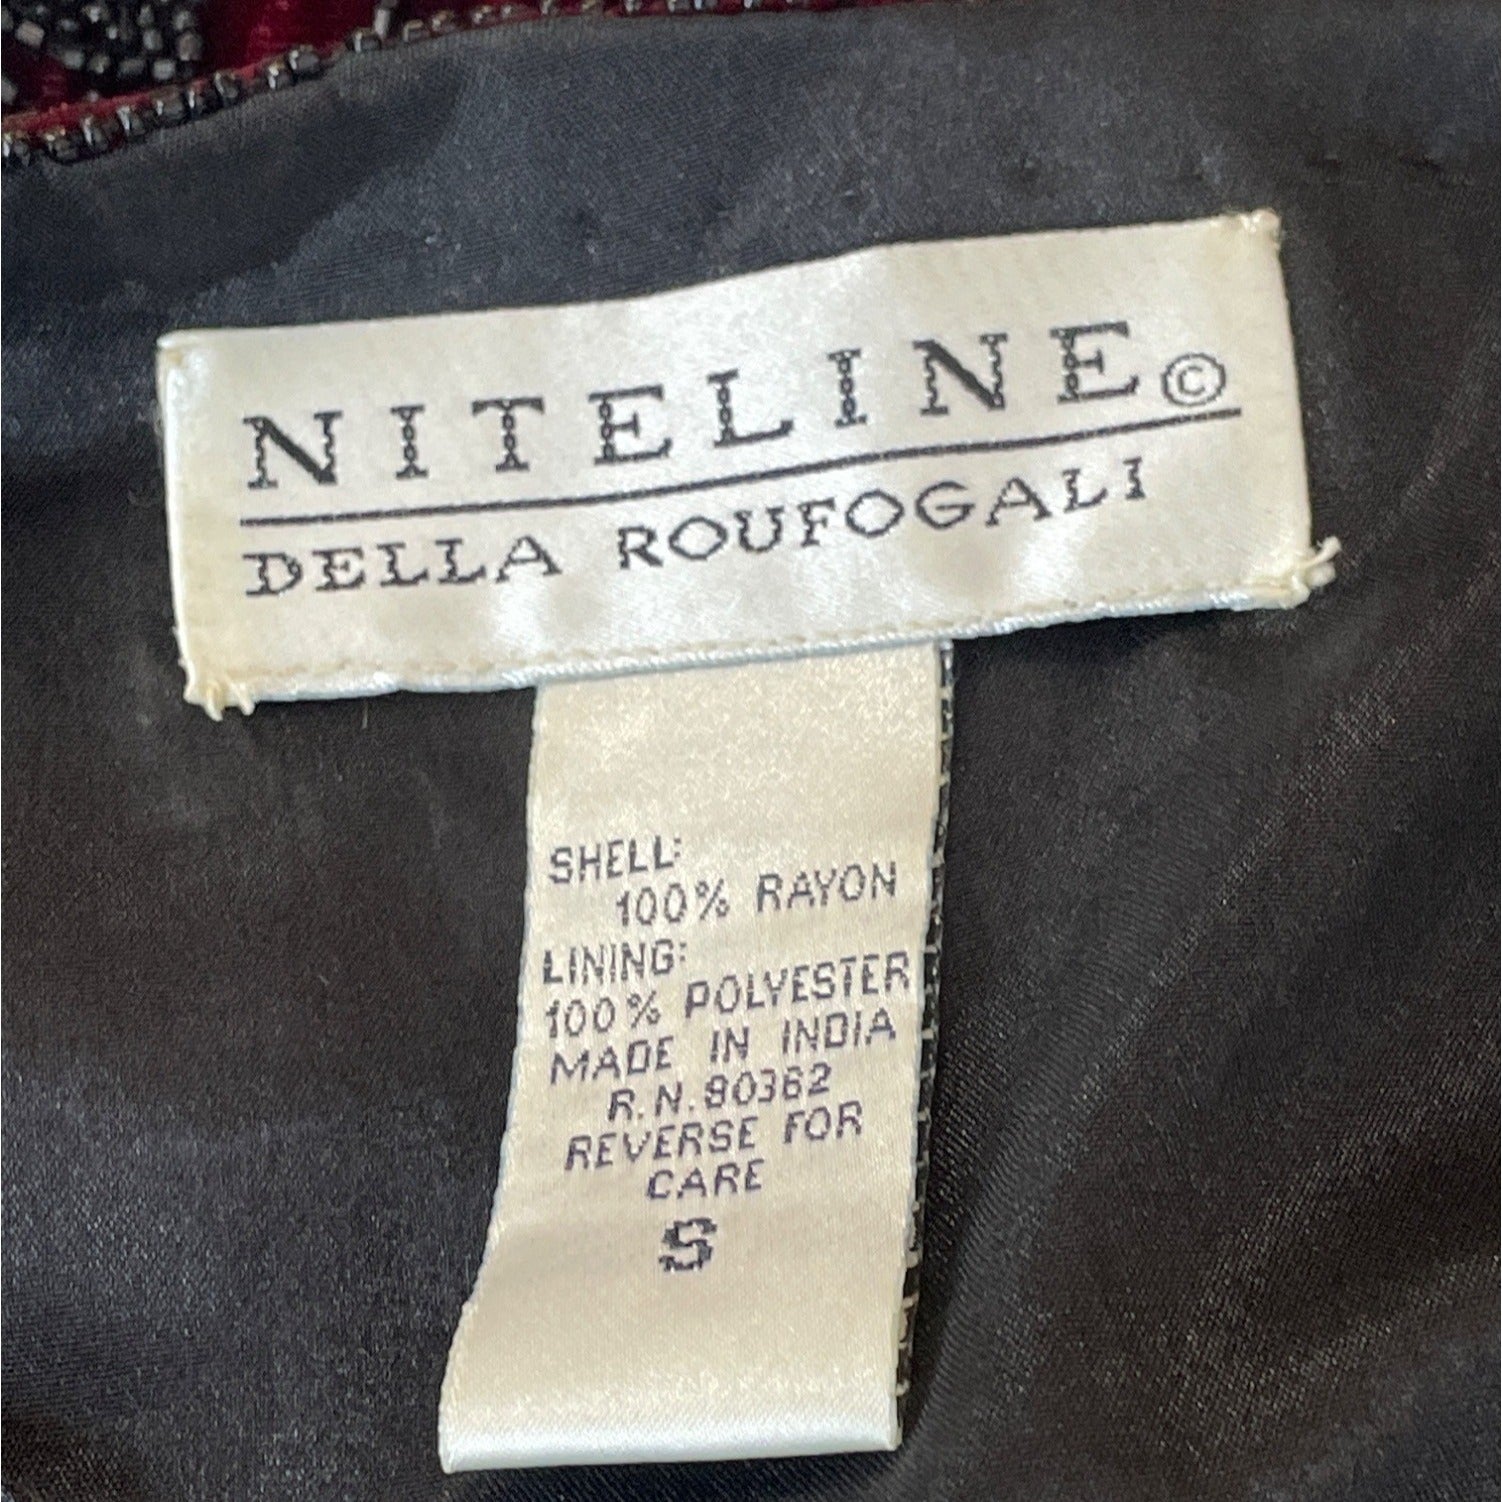 NITELINE©
DELLA ROUFOGALI
SHELL:
100% RAYON
LINING:
100% POLYESTER
MADE IN INDIA
R.N.80362
REVERSE FOR
CARE
S